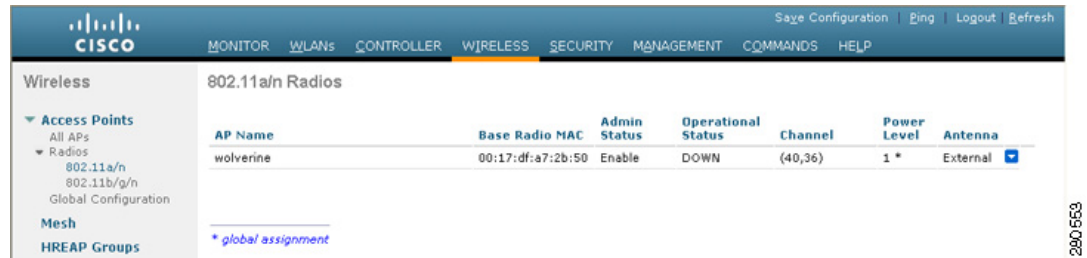 Save Configuration | Ping | Logout | Refresh
CISCO
MONITOR WLANs CONTROLLER WIRELESS SECURITY MANAGEMENT COMMANDS HELP
Wireless
Access Points
All APs
Radios
802.11a/n
802.11b/g/n
Global Configuration
Mesh
HREAP Groups
802.11a/n Radios
AP Name Base Radio MAC Admin Status Operational Status Channel Power Level Antenna
wolverine 00:17:df:a7:2b:50 Enable DOWN (40,36) 1 * External
* global assignment
280553